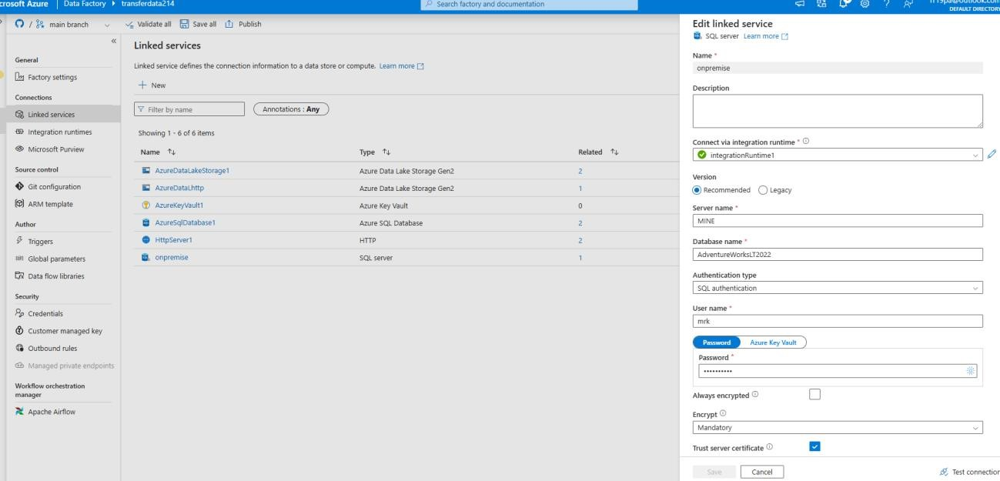 crosoft Azure
Data Factory
transferdata214
Search factory and documentation
DEFAULT DIRECTORY
/
main branch
Validate all
Save all
Publish
General
Factory settings
Connections
Linked services
Integration runtimes
Microsoft Purview
Source control
Git configuration
ARM template
Author
Triggers
Global parameters
Data flow libraries
Security
Credentials
Customer managed key
Outbound rules
Managed private endpoints
Workflow orchestration
manager
Apache Airflow
Linked services
Linked service defines the connection information to a data store or compute. Learn more
New
Filter by name
Annotations : Any
Showing 1 - 6 of 6 items
Name Type Related
AzureDataLakeStorage1 Azure Data Lake Storage Gen2 2
AzureDataLhttp Azure Data Lake Storage Gen2 1
AzureKeyVault1 Azure Key Vault 0
AzureSqlDatabase1 Azure SQL Database 2
HttpServer1 HTTP 2
onpremise SQL server 1
Edit linked service
SQL server Learn more
Name *
onpremise
Description
Connect via integration runtime *
integrationRuntime1
Version
Recommended Legacy
Server name *
MINE
Database name *
AdventureWorksLT2022
Authentication type
SQL authentication
User name *
mrk
Password Azure Key Vault
Password *
••••••••••
Always encrypted
Encrypt
Mandatory
Trust server certificate
Save Cancel Test connection